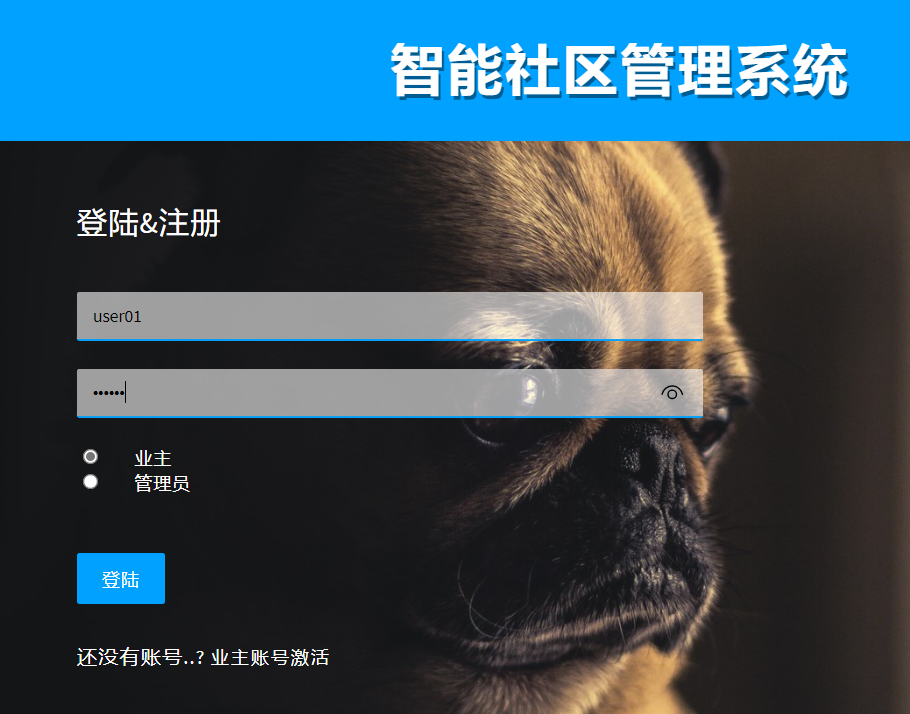 智能社区管理系统
登陆&注册
user01
••••••
业主
管理员
登陆
还没有账号..? 业主账号激活